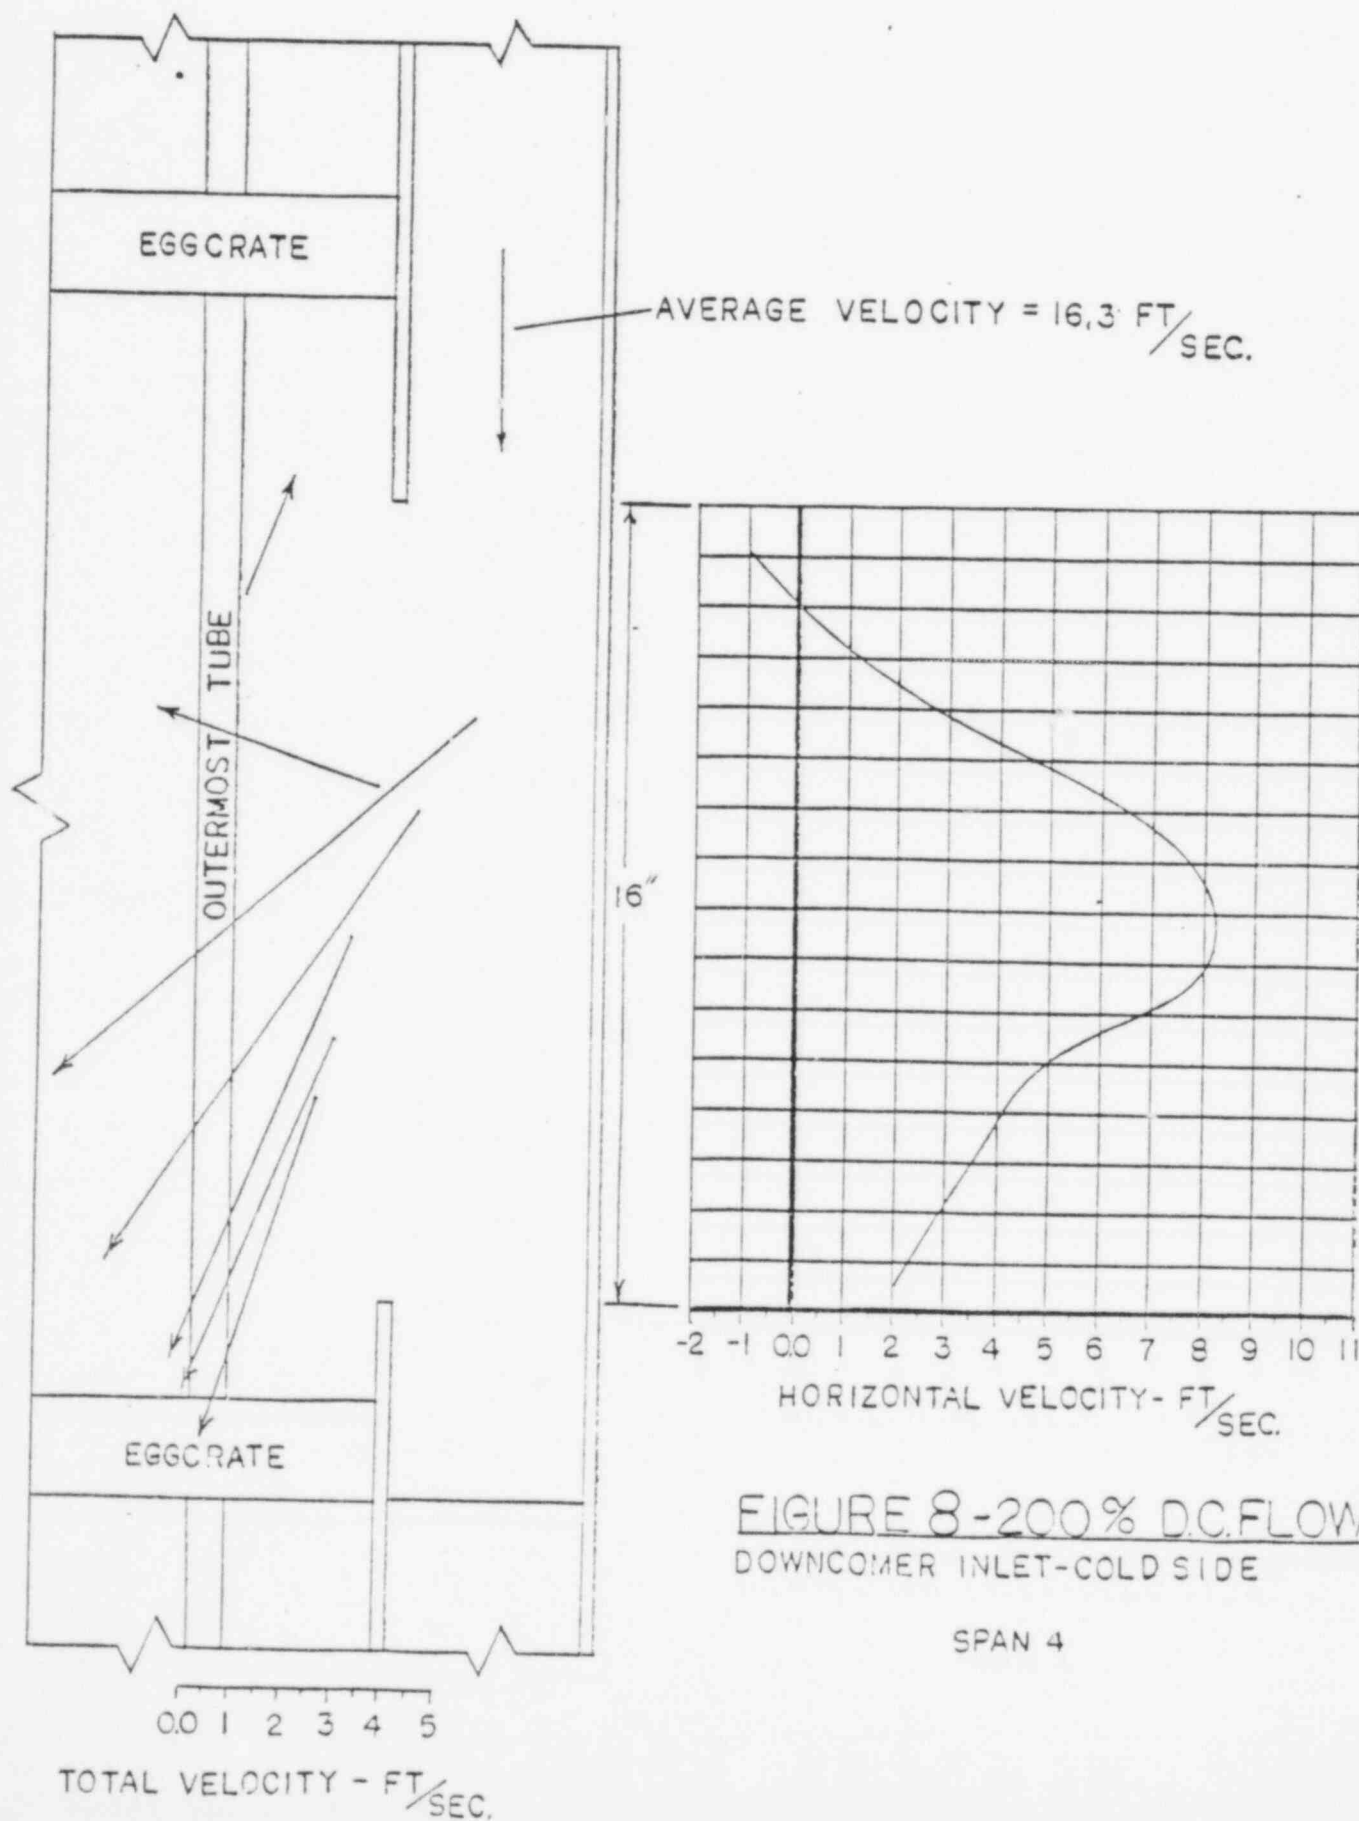 EGGCRATE
AVERAGE VELOCITY = 16,3 FT/SEC.
OUTERMOST TUBE
16"
-2 -1 0.0 1 2 3 4 5 6 7 8 9 10 11
HORIZONTAL VELOCITY - FT/SEC.
EGGCRATE
FIGURE 8-200% D.C.FLOW
DOWNCOMER INLET-COLD SIDE
SPAN 4
0.0 1 2 3 4 5
TOTAL VELOCITY - FT/SEC.